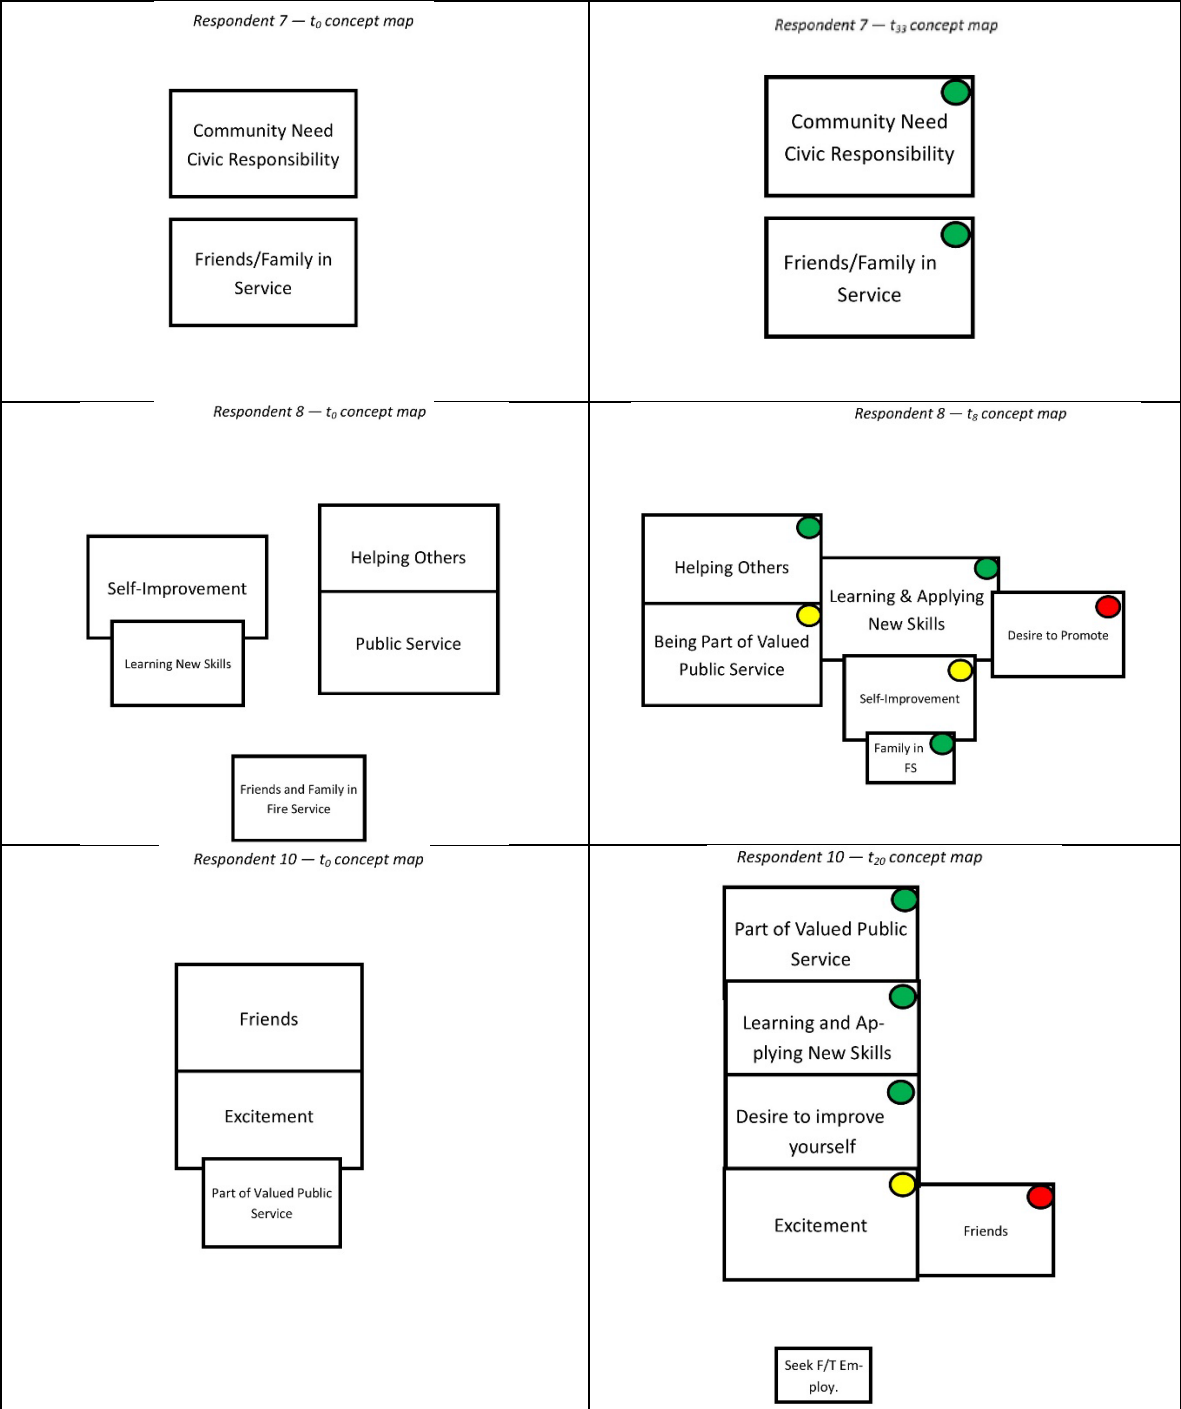 Respondent 7 — t0 concept map
Community Need
Civic Responsibility
Friends/Family in
Service
Respondent 7 — t33 concept map
Community Need
Civic Responsibility
Friends/Family in
Service
Respondent 8 — t0 concept map
Self-Improvement
Learning New Skills
Helping Others
Public Service
Friends and Family in
Fire Service
Respondent 8 — t8 concept map
Helping Others
Being Part of Valued
Public Service
Learning & Applying
New Skills
Desire to Promote
Self-Improvement
Family in
FS
Respondent 10 — t0 concept map
Friends
Excitement
Part of Valued Public
Service
Respondent 10 — t20 concept map
Part of Valued Public
Service
Learning and Ap-
plying New Skills
Desire to improve
yourself
Excitement
Friends
Seek F/T Em-
ploy.